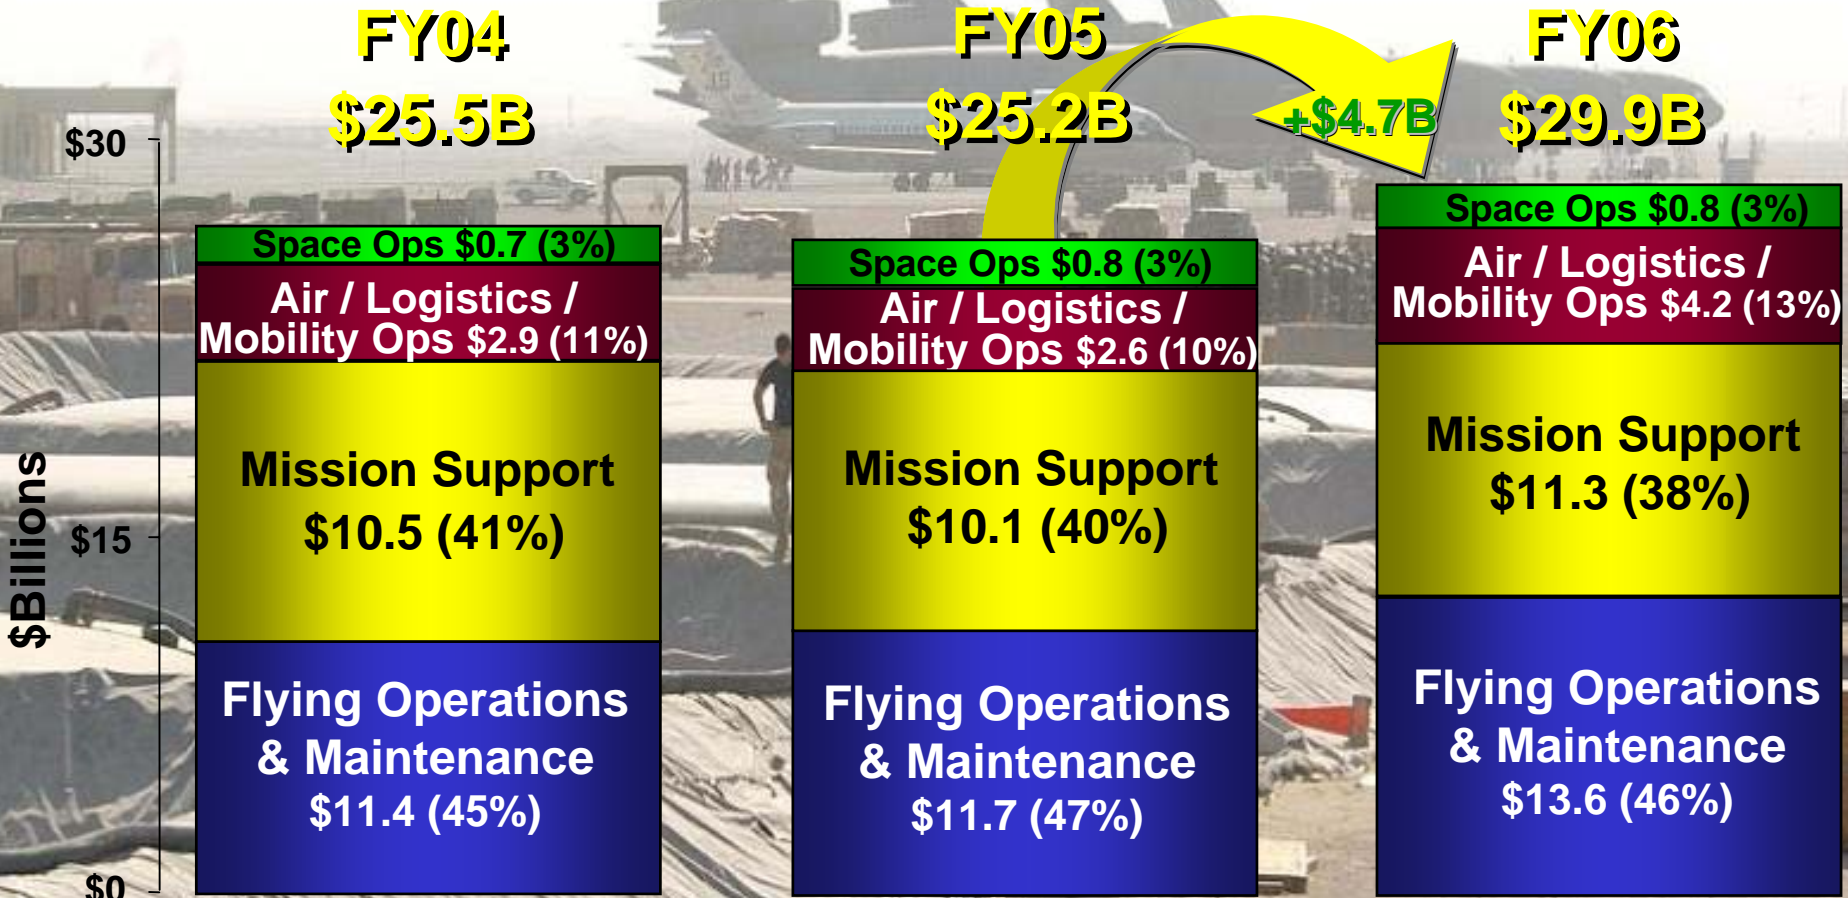 FY04
$25.5B
FY05
$25.2B
+$4.7B
FY06
$29.9B
$Billions
$30
$15
$0
Space Ops $0.7 (3%)
Air / Logistics /
Mobility Ops $2.9 (11%)
Mission Support
$10.5 (41%)
Flying Operations
& Maintenance
$11.4 (45%)
Space Ops $0.8 (3%)
Air / Logistics /
Mobility Ops $2.6 (10%)
Mission Support
$10.1 (40%)
Flying Operations
& Maintenance
$11.7 (47%)
Space Ops $0.8 (3%)
Air / Logistics /
Mobility Ops $4.2 (13%)
Mission Support
$11.3 (38%)
Flying Operations
& Maintenance
$13.6 (46%)